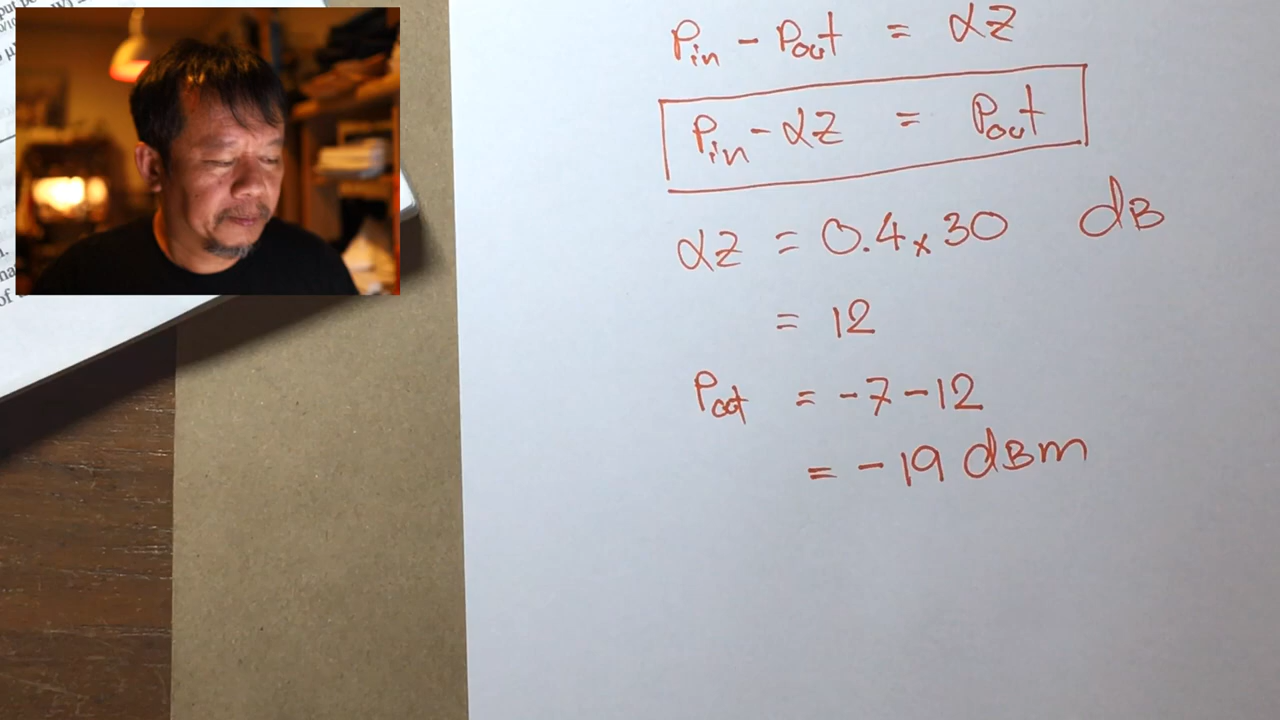 Pin - Pout = αz
Pin - αz = Pout
αz = 0.4 x 30 dB
= 12
Pout = -7 - 12
= -19 dBm